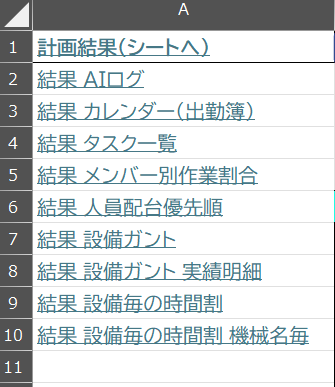 A
1 計画結果(シートへ)
2 結果 AIログ
3 結果 カレンダー(出勤簿)
4 結果 タスク一覧
5 結果 メンバー別作業割合
6 結果 人員配台優先順
7 結果 設備ガント
8 結果 設備ガント 実績明細
9 結果 設備毎の時間割
10 結果 設備毎の時間割 機械名毎
11